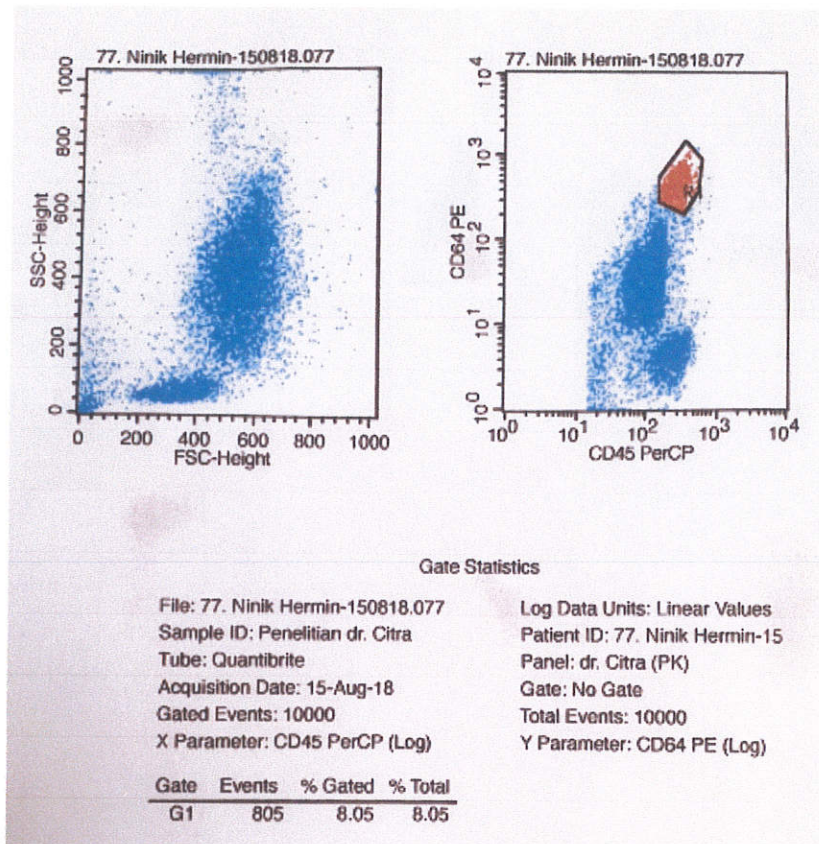 77. Ninik Hermin-150818.077
1000
800
600
400
200
0
SSC-Height
0 200 400 600 800 1000
FSC-Height
77. Ninik Hermin-150818.077
10^4
10^3
10^2
10^1
10^0
CD64 PE
10^0 10^1 10^2 10^3 10^4
CD45 PerCP
Gate Statistics
File: 77. Ninik Hermin-150818.077
Sample ID: Penelitian dr. Citra
Tube: Quantibrite
Acquisition Date: 15-Aug-18
Gated Events: 10000
X Parameter: CD45 PerCP (Log)
Log Data Units: Linear Values
Patient ID: 77. Ninik Hermin-15
Panel: dr. Citra (PK)
Gate: No Gate
Total Events: 10000
Y Parameter: CD64 PE (Log)
Gate Events % Gated % Total
G1 805 8.05 8.05